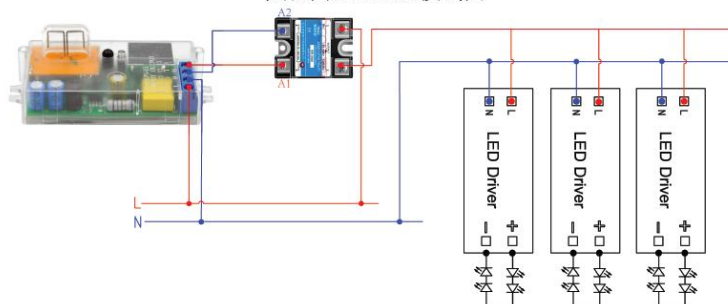 A2
A1
L
N
N L
N L
N L
LED Driver
LED Driver
LED Driver
− +
− +
− +